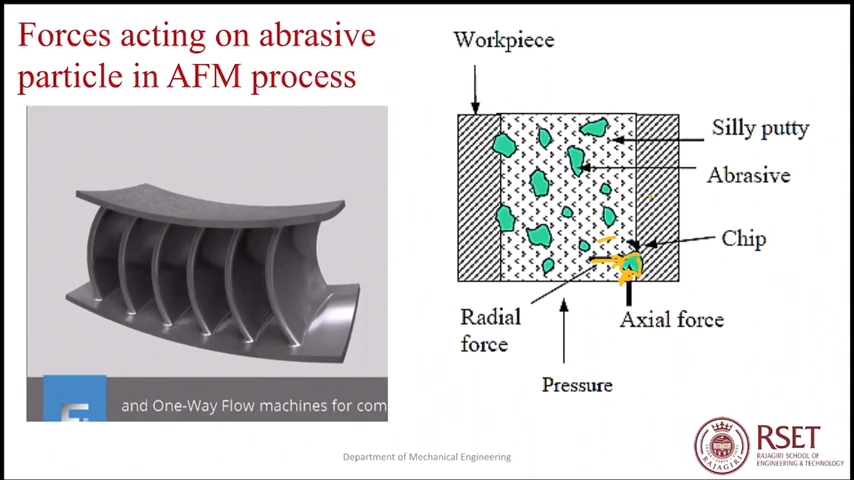 Forces acting on abrasive
particle in AFM process
Workpiece
Silly putty
Abrasive
Chip
Radial
force
Axial force
Pressure
and One-Way Flow machines for com
Department of Mechanical Engineering
RAJAGIRI
RSET
RAJAGIRI SCHOOL OF
ENGINEERING & TECHNOLOGY